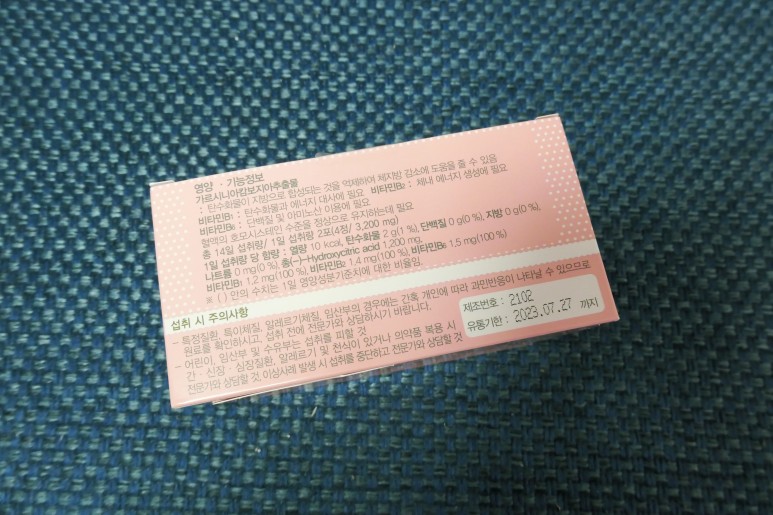 영양 · 기능정보
가르시니아캄보지아추출물
: 탄수화물이 지방으로 합성되는 것을 억제하여 체지방 감소에 도움을 줄 수 있음
비타민B₁ : 탄수화물과 에너지 대사에 필요 비타민B₂ : 체내 에너지 생성에 필요
비타민B₆ : 단백질 및 아미노산 이용에 필요
혈액의 호모시스테인 수준을 정상으로 유지하는데 필요
총 14일 섭취량/ 1일 섭취량 2포(4정/ 3,200 mg)
1일 섭취량 당 함량 : 열량 10 kcal, 탄수화물 2 g(1 %), 단백질 0 g(0 %), 지방 0 g(0 %),
나트륨 0 mg(0 %), 총(-)-Hydroxycitric acid 1,200 mg,
비타민B₁ 1.2 mg(100 %), 비타민B₂ 1.4 mg(100 %), 비타민B₆ 1.5 mg(100 %)
※ ( ) 안의 수치는 1일 영양성분기준치에 대한 비율임.
섭취 시 주의사항
- 특정질환, 특이체질, 알레르기체질, 임산부의 경우에는 간혹 개인에 따라 과민반응이 나타날 수 있으므로
원료를 확인하시고, 섭취 전에 전문가와 상담하시기 바랍니다.
- 어린이, 임산부 및 수유부는 섭취를 피할 것
간 · 신장 · 심장질환, 알레르기 및 천식이 있거나 의약품 복용 시
전문가와 상담할 것, 이상사례 발생 시 섭취를 중단하고 전문가와 상담할 것
제조번호 : 2102
유통기한 : 2023.07.27 까지